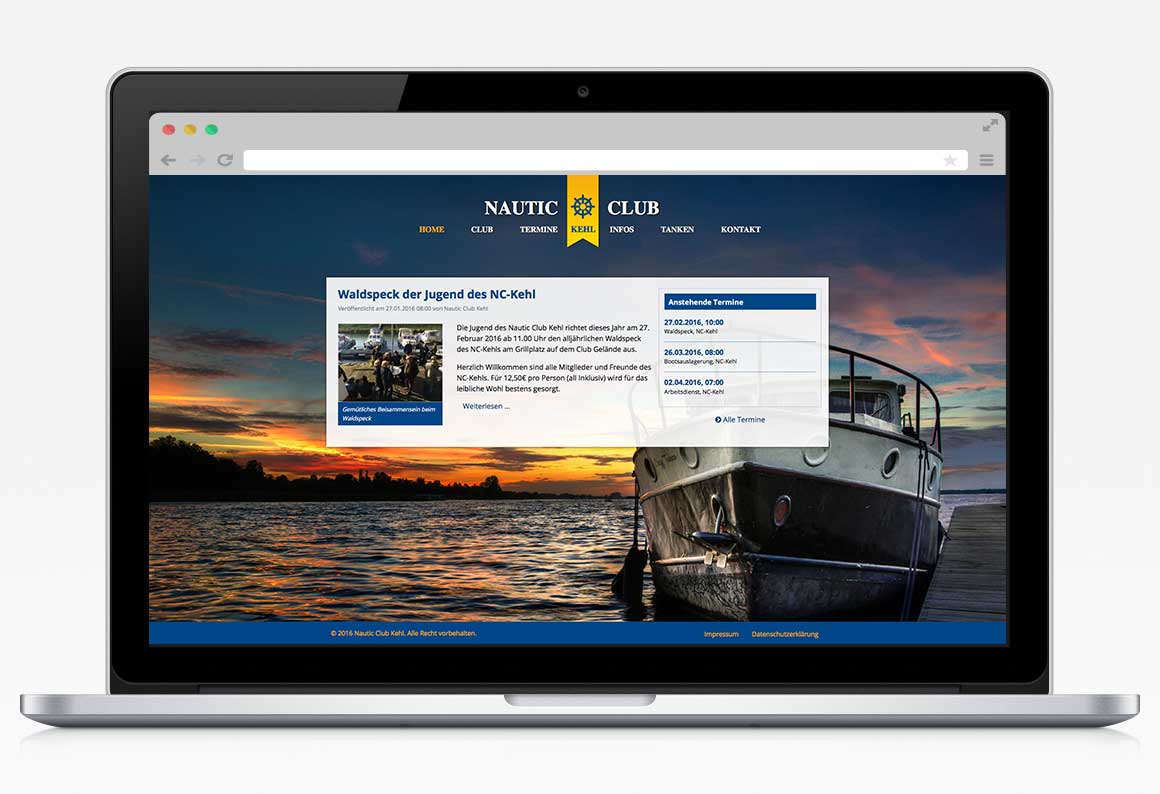 NAUTIC CLUB
HOME CLUB TERMINE KEHL INFOS TANKEN KONTAKT
Waldspeck der Jugend des NC-Kehl
Veröffentlicht am 27.01.2016 08:00 von Nautic Club Kehl
Die Jugend des Nautic Club Kehl richtet dieses Jahr am 27.
Februar 2016 ab 11.00 Uhr den alljährlichen Waldspeck
des NC-Kehls am Grillplatz auf dem Club Gelände aus.
Herzlich Willkommen sind alle Mitglieder und Freunde des
NC-Kehls. Für 12,50€ pro Person (all Inklusiv) wird für das
leibliche Wohl bestens gesorgt.
Weiterlesen ...
Gemütliches Beisammensein beim
Waldspeck
Anstehende Termine
27.02.2016, 10:00
Waldspeck, NC-Kehl
26.03.2016, 08:00
Bootsauslagerung, NC-Kehl
02.04.2016, 07:00
Arbeitsdienst, NC-Kehl
Alle Termine
© 2016 Nautic Club Kehl. Alle Recht vorbehalten.
Impressum Datenschutzerklärung